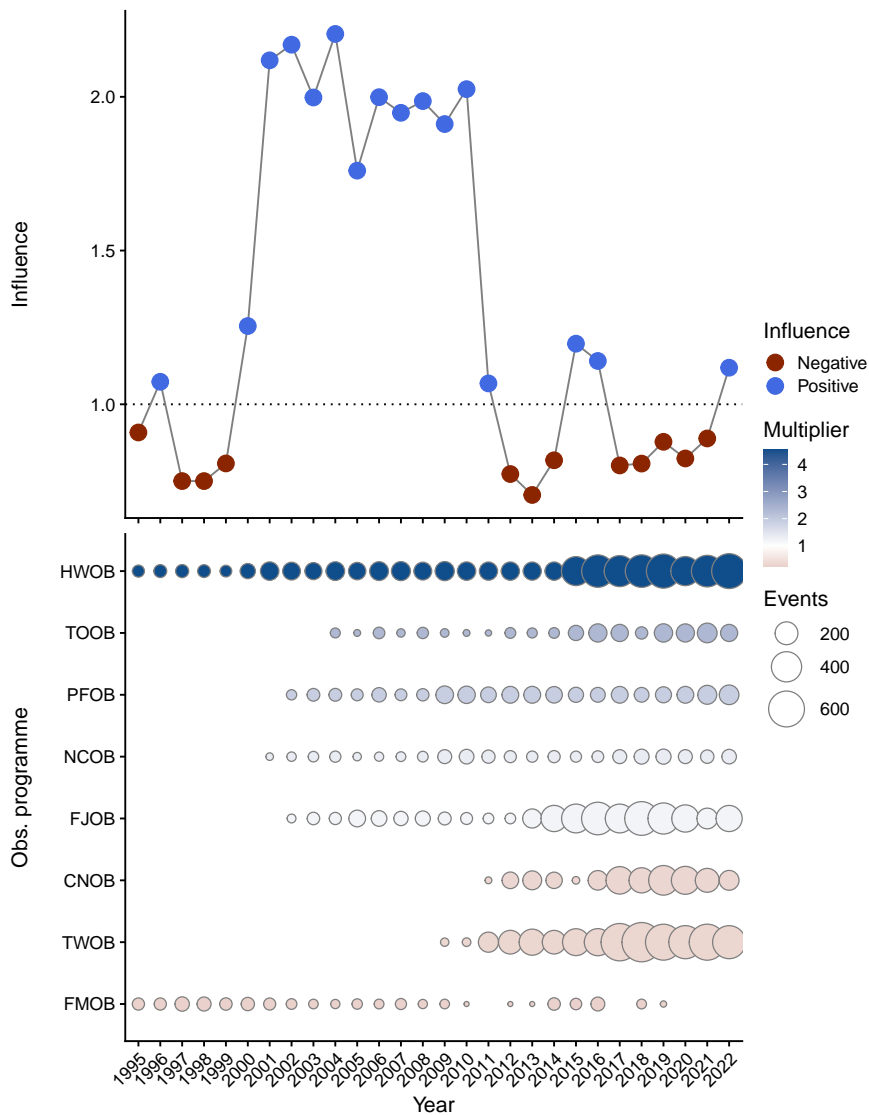 2.0
1.5
1.0
Influence
Influence
Negative
Positive
Multiplier
4
3
2
1
Events
200
400
600
HWOB
TOOB
PFOB
NCOB
FJOB
CNOB
TWOB
FMOB
Obs. programme
1995 1996 1997 1998 1999 2000 2001 2002 2003 2004 2005 2006 2007 2008 2009 2010 2011 2012 2013 2014 2015 2016 2017 2018 2019 2020 2021 2022
Year